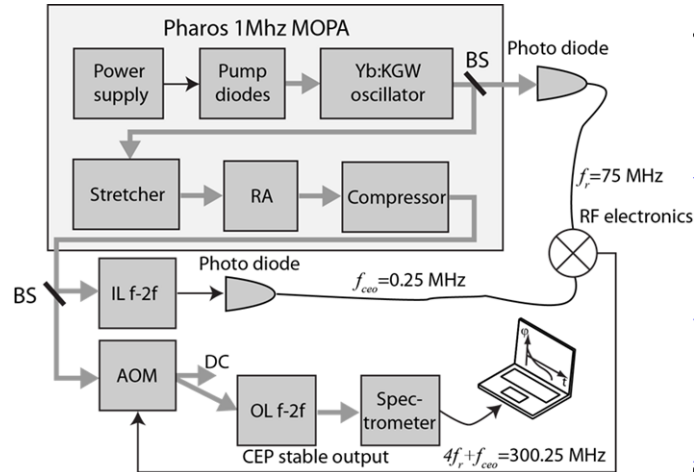 Pharos 1Mhz MOPA
Photo diode
BS
Power
supply
Pump
diodes
Yb:KGW
oscillator
Stretcher
RA
Compressor
f_r=75 MHz
RF electronics
Photo diode
BS
IL f-2f
f_ceo=0.25 MHz
AOM
DC
OL f-2f
Spec-
trometer
φ
t
CEP stable output
4f_r+f_ceo=300.25 MHz